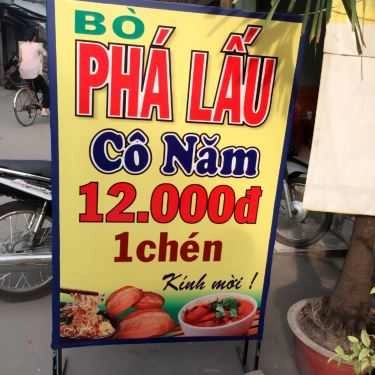 BÒ
PHÁ LẤU
Cô Năm
12.000đ
1chén
Kính mời !